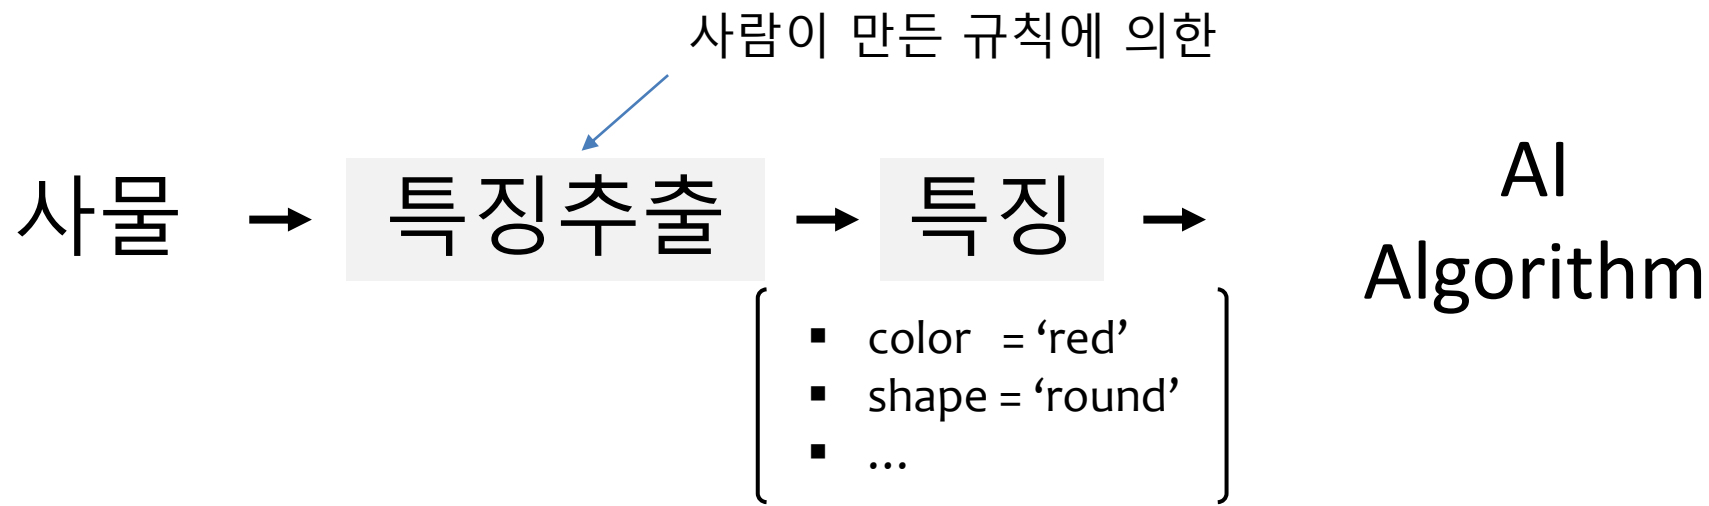 사람이 만든 규칙에 의한
사물 → 특징추출 → 특징 → AI Algorithm
▪ color = ‘red’
▪ shape = ‘round’
▪ ...